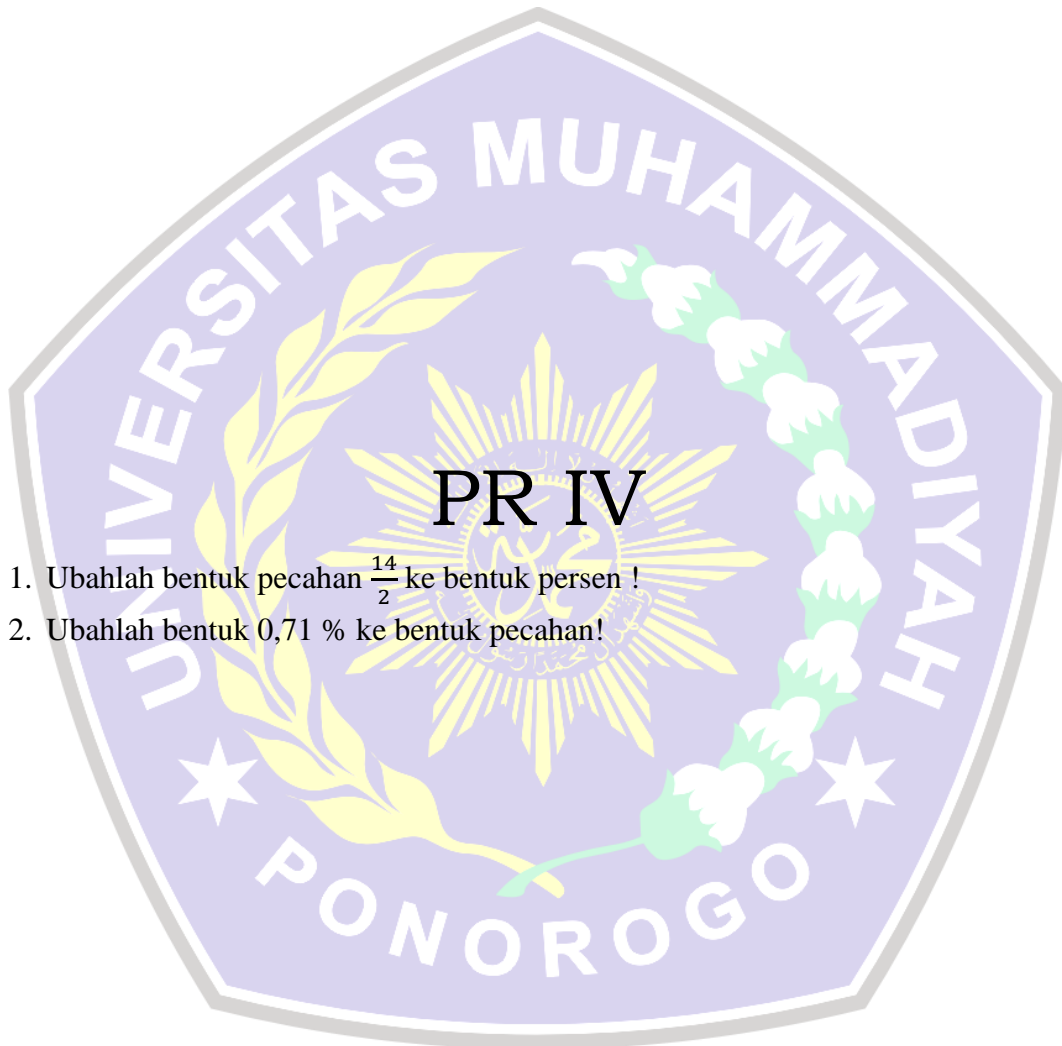 UNIVERSITAS MUHAMMADIYAH
PR IV
1. Ubahlah bentuk pecahan 14/2 ke bentuk persen !
2. Ubahlah bentuk 0,71 % ke bentuk pecahan!
PONOROGO